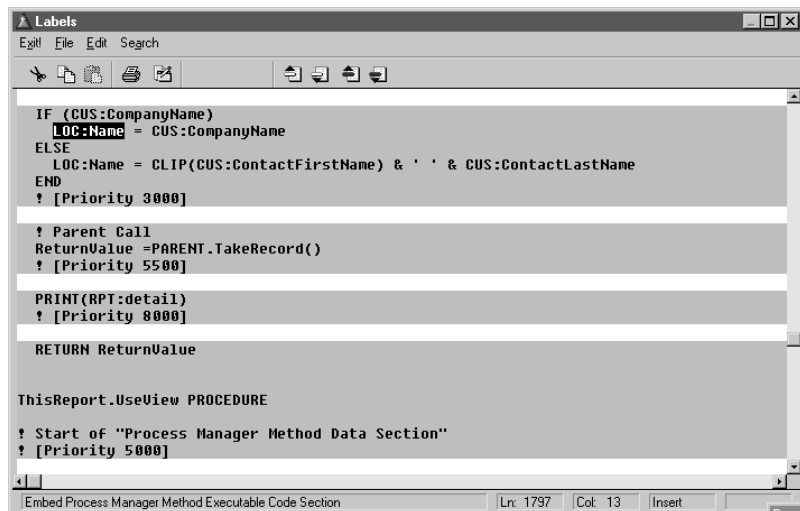 Labels
Exit! File Edit Search
IF (CUS:CompanyName)
LOC:Name = CUS:CompanyName
ELSE
LOC:Name = CLIP(CUS:ContactFirstName) & ' ' & CUS:ContactLastName
END
! [Priority 3000]
! Parent Call
ReturnValue =PARENT.TakeRecord()
! [Priority 5500]
PRINT(RPT:detail)
! [Priority 8000]
RETURN ReturnValue
ThisReport.UseView PROCEDURE
! Start of "Process Manager Method Data Section"
! [Priority 5000]
Embed Process Manager Method Executable Code Section Ln: 1797 Col: 13 Insert